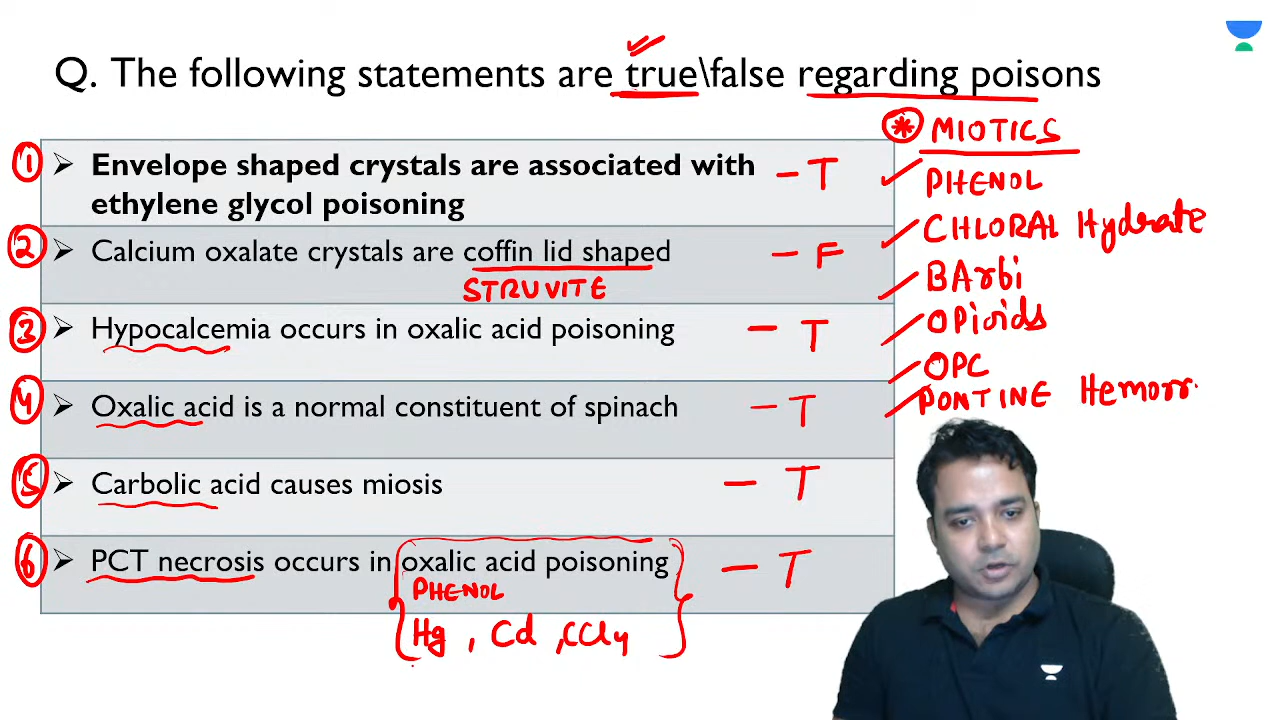 Q. The following statements are true\false regarding poisons
* MIOTICS
1 ➢ Envelope shaped crystals are associated with - T
ethylene glycol poisoning
PHENOL
CHLORAL Hydrate
2 ➢ Calcium oxalate crystals are coffin lid shaped - F
STRUVITE
BArbi
OPioids
3 ➢ Hypocalcemia occurs in oxalic acid poisoning - T
OPC
PONTINE Hemorr.
4 ➢ Oxalic acid is a normal constituent of spinach - T
5 ➢ Carbolic acid causes miosis - T
6 ➢ PCT necrosis occurs in oxalic acid poisoning - T
PHENOL
Hg, Cd, CCl4